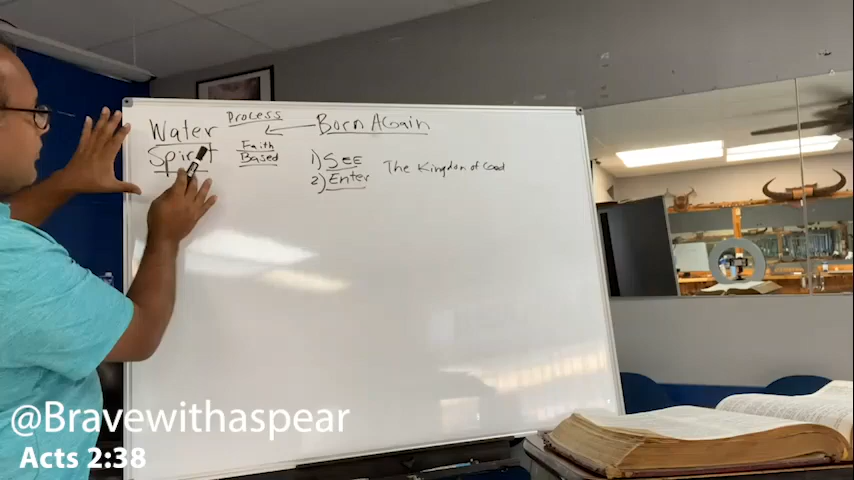 Process
Water Born Again
Spirit Faith
Based
1) SEE
2) Enter The Kingdom of God
@Bravewithaspear
Acts 2:38